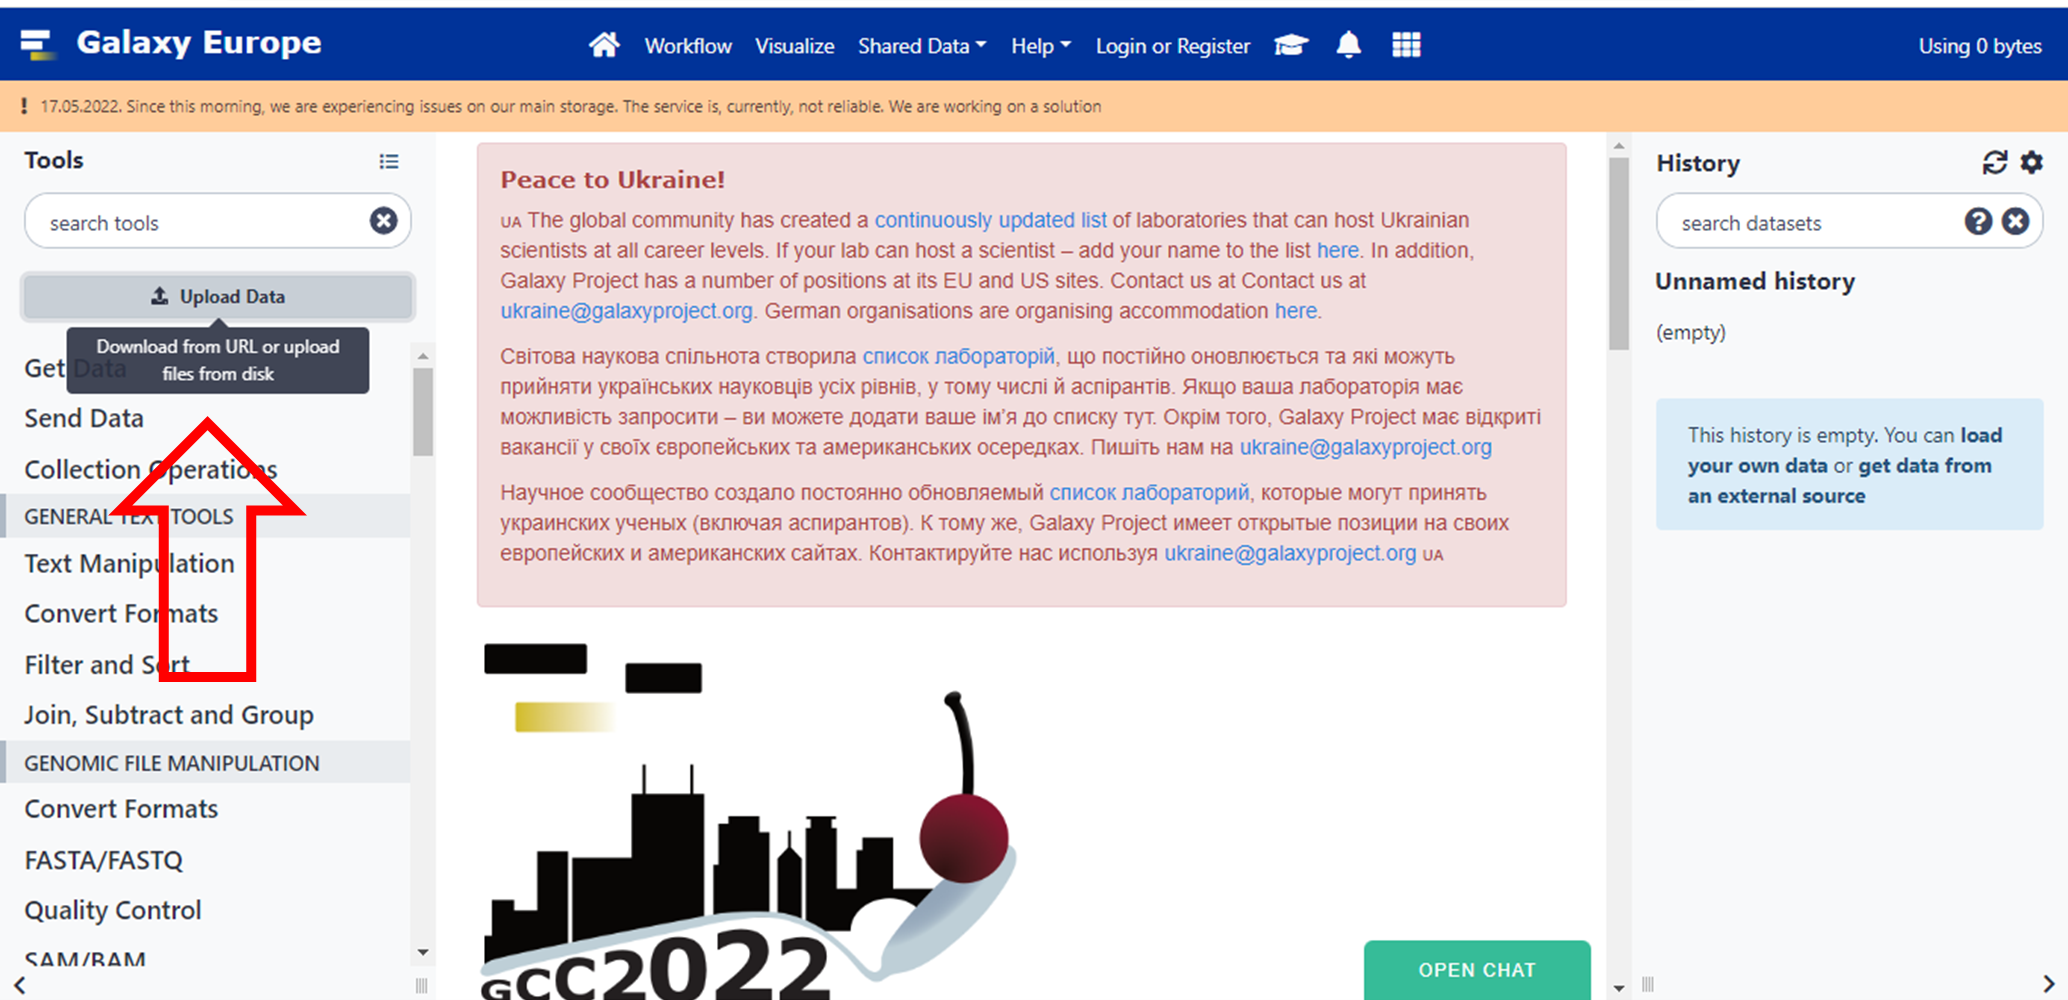 Galaxy Europe
Workflow Visualize Shared Data Help Login or Register
Using 0 bytes
17.05.2022. Since this morning, we are experiencing issues on our main storage. The service is, currently, not reliable. We are working on a solution
Tools
search tools
Upload Data
Download from URL or upload
files from disk
Get Data
Send Data
Collection Operations
GENERAL TEXT TOOLS
Text Manipulation
Convert Formats
Filter and Sort
Join, Subtract and Group
GENOMIC FILE MANIPULATION
Convert Formats
FASTA/FASTQ
Quality Control
SAM/BAM
Peace to Ukraine!
UA The global community has created a continuously updated list of laboratories that can host Ukrainian
scientists at all career levels. If your lab can host a scientist – add your name to the list here. In addition,
Galaxy Project has a number of positions at its EU and US sites. Contact us at Contact us at
ukraine@galaxyproject.org. German organisations are organising accommodation here.
Світова наукова спільнота створила список лабораторій, що постійно оновлюється та які можуть
прийняти українських науковців усіх рівнів, у тому числі й аспірантів. Якщо ваша лабораторія має
можливість запросити – ви можете додати ваше ім’я до списку тут. Окрім того, Galaxy Project має відкриті
вакансії у своїх європейських та американських осередках. Пишіть нам на ukraine@galaxyproject.org
Научное сообщество создало постоянно обновляемый список лабораторий, которые могут принять
украинских ученых (включая аспирантов). К тому же, Galaxy Project имеет открытые позиции на своих
европейских и американских сайтах. Контактируйте нас используя ukraine@galaxyproject.org UA
GCC2022
OPEN CHAT
History
search datasets
Unnamed history
(empty)
This history is empty. You can load
your own data or get data from
an external source